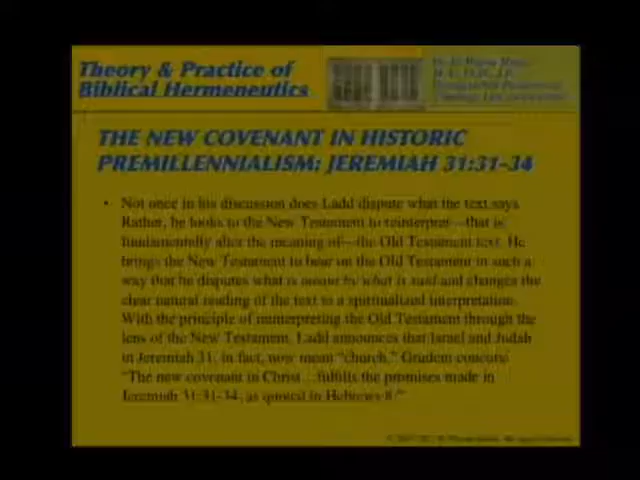 Theory & Practice of
Biblical Hermeneutics
THE NEW COVENANT IN HISTORIC
PREMILLENNIALISM: JEREMIAH 31:31-34
• Not once in his discussion does Ladd dispute what the text says.
Rather, he looks to the New Testament to reinterpret—that is
fundamentally alter the meaning of—the Old Testament text. He
brings the New Testament to bear on the Old Testament in such a
way that he disputes what is meant by what is said and changes the
clear natural reading of the text to a spiritualized interpretation.
With the principle of reinterpreting the Old Testament through the
lens of the New Testament, Ladd announces that Israel and Judah
in Jeremiah 31, in fact, now mean "church." Grudem concurs:
"The new covenant in Christ...fulfills the promises made in
Jeremiah 31:31-34, as quoted in Hebrews 8."